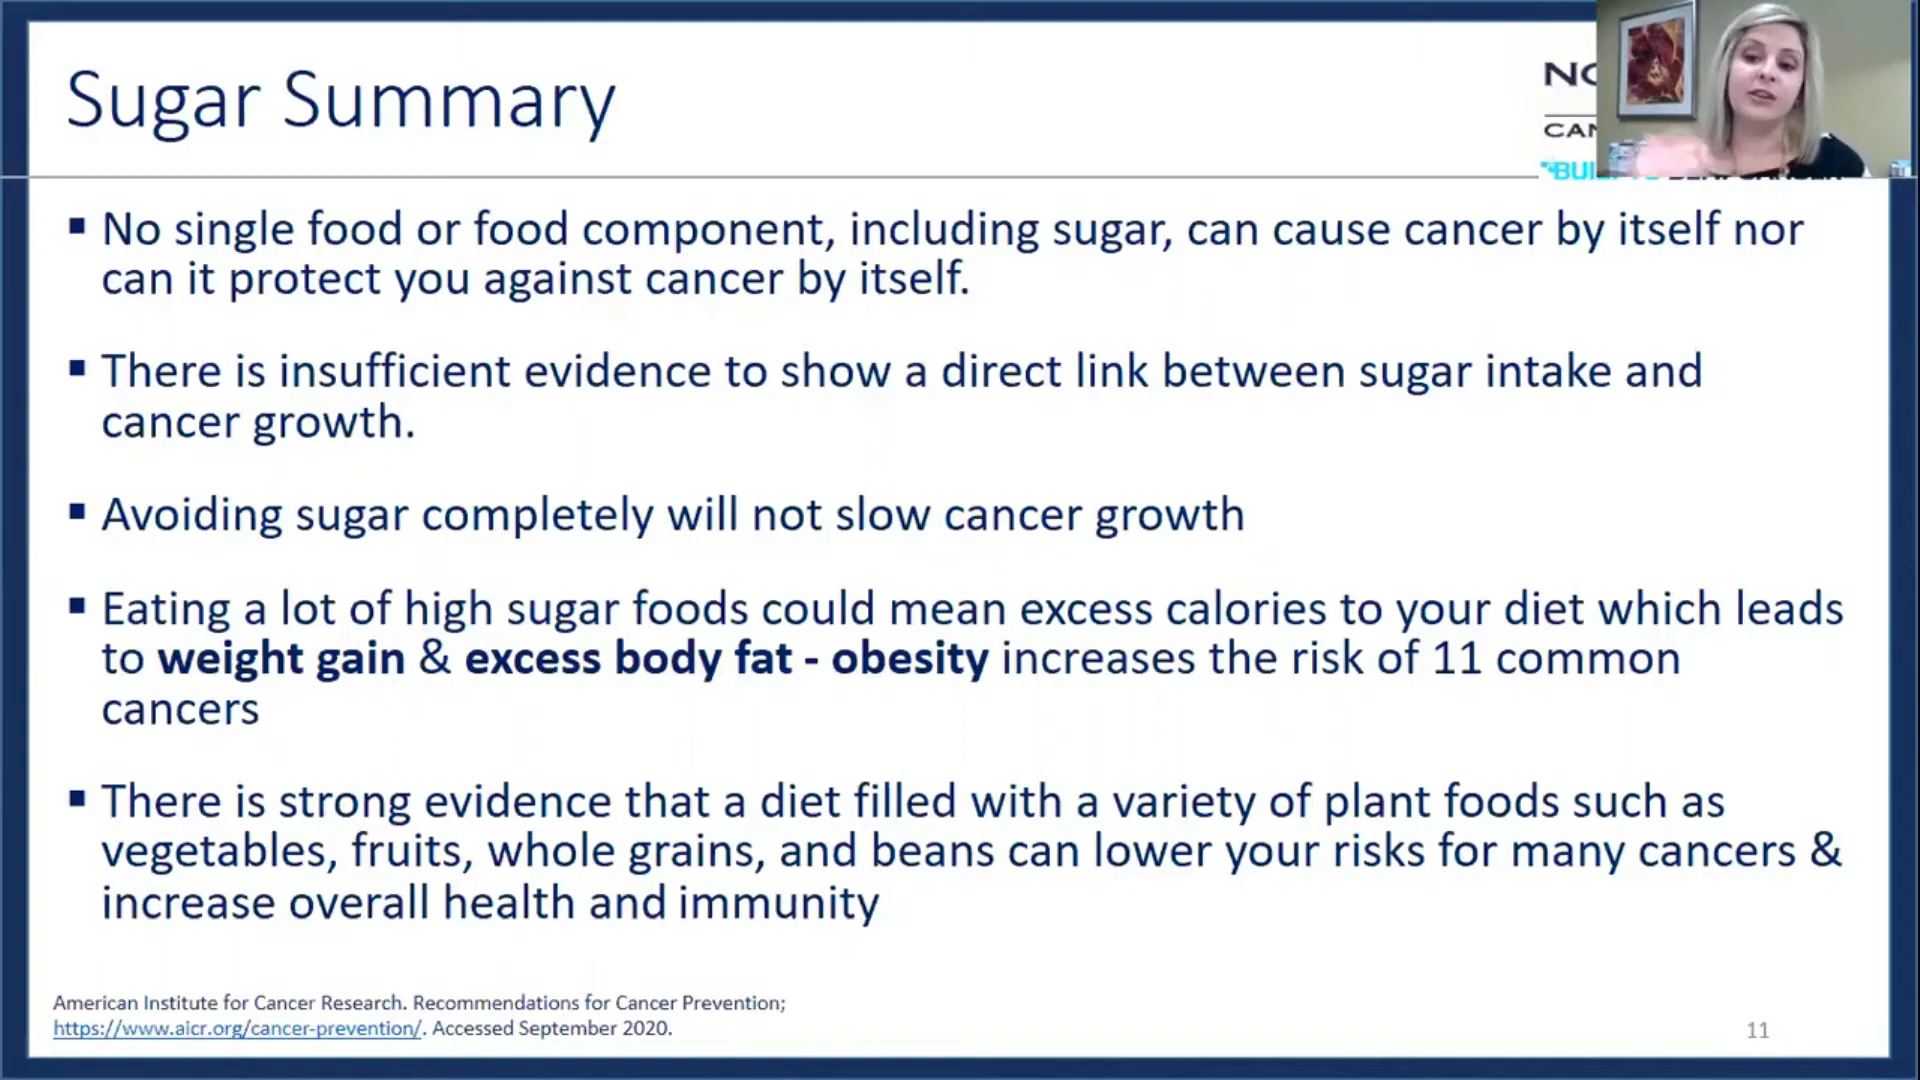 Sugar Summary
NO
CAN
▪ No single food or food component, including sugar, can cause cancer by itself nor
can it protect you against cancer by itself.
▪ There is insufficient evidence to show a direct link between sugar intake and
cancer growth.
▪ Avoiding sugar completely will not slow cancer growth
▪ Eating a lot of high sugar foods could mean excess calories to your diet which leads
to weight gain & excess body fat - obesity increases the risk of 11 common
cancers
▪ There is strong evidence that a diet filled with a variety of plant foods such as
vegetables, fruits, whole grains, and beans can lower your risks for many cancers &
increase overall health and immunity
American Institute for Cancer Research. Recommendations for Cancer Prevention;
https://www.aicr.org/cancer-prevention/. Accessed September 2020.
11